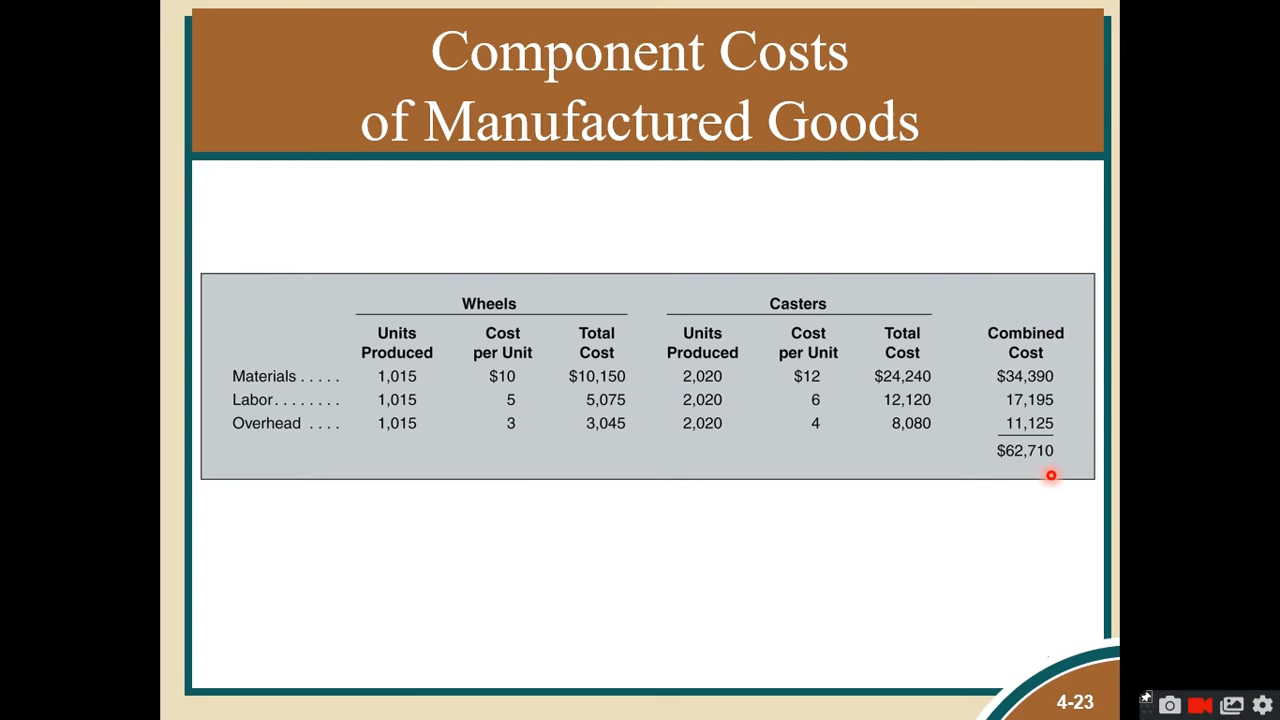 Component Costs
of Manufactured Goods
Wheels Casters
Units Cost Total Units Cost Total Combined
Produced per Unit Cost Produced per Unit Cost Cost
Materials . . . . . 1,015 $10 $10,150 2,020 $12 $24,240 $34,390
Labor. . . . . . . . 1,015 5 5,075 2,020 6 12,120 17,195
Overhead . . . . 1,015 3 3,045 2,020 4 8,080 11,125
$62,710
4-23